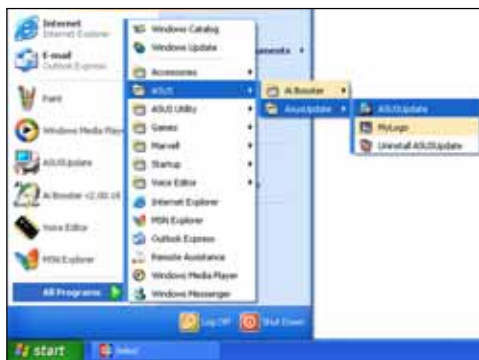 Internet
Internet Explorer
E-mail
Outlook Express
Paint
Windows Media Player
ASUSUpdate
Ai Booster v2.00.16
Voice Editor
MSN Explorer
All Programs
Windows Catalog
Windows Update
Accessories
ASUS
ASUS Utility
Games
Marvell
Startup
Voice Editor
Internet Explorer
MSN Explorer
Outlook Express
Remote Assistance
Windows Media Player
Windows Messenger
Ai Booster
AsusUpdate
ASUSUpdate
MyLogo
Uninstall ASUSUpdate
Log Off
Shut Down
start